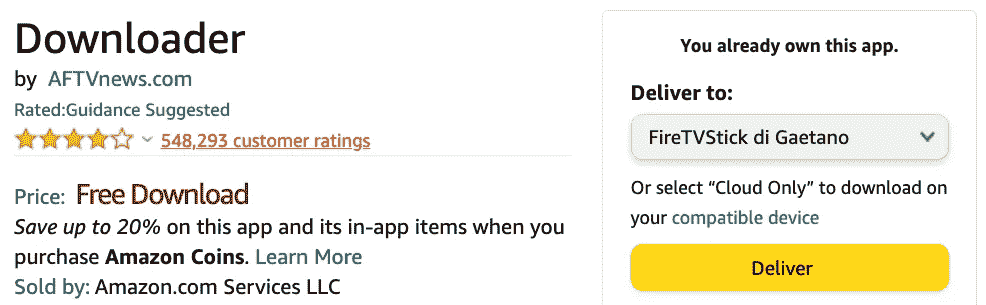 Downloader
by AFTVnews.com
Rated:Guidance Suggested
548,293 customer ratings
Price: Free Download
Save up to 20% on this app and its in-app items when you
purchase Amazon Coins. Learn More
Sold by: Amazon.com Services LLC
You already own this app.
Deliver to:
FireTVStick di Gaetano
Or select “Cloud Only” to download on
your compatible device
Deliver